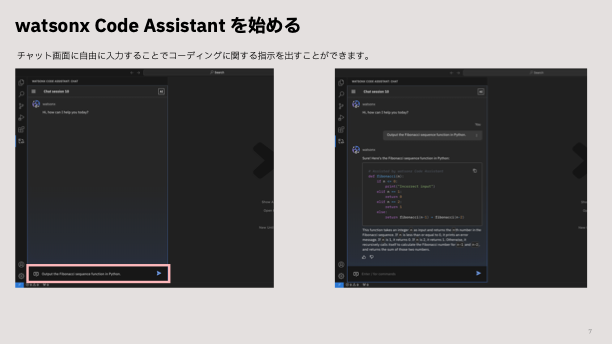 watsonx Code Assistant を始める
チャット画面に自由に入力することでコーディングに関する指示を出すことができます。
Search
watsonx Code Assistant: Chat
Chat session 08
watsonx
Hi, how can I help you today?
Output the Fibonacci sequence function in Python.
Search
watsonx Code Assistant: Chat
Chat session 08
watsonx
Hi, how can I help you today?
You
Output the Fibonacci sequence function in Python.
watsonx
Sure! Here's the Fibonacci sequence function in Python:
def fibonacci(n):
if n <= 0:
print("Incorrect input")
elif n == 1:
return 0
elif n == 2:
return 1
else:
return fibonacci(n-1) + fibonacci(n-2)
This function takes an integer n as input and returns the nth number in the
Fibonacci sequence. If n is less than or equal to 0, it prints an error
message. If n is 1, it returns 0. If n is 2, it returns 1. Otherwise, it
recursively calls itself to calculate the Fibonacci number for n-1 and n-2,
and returns the sum of these two numbers.
7